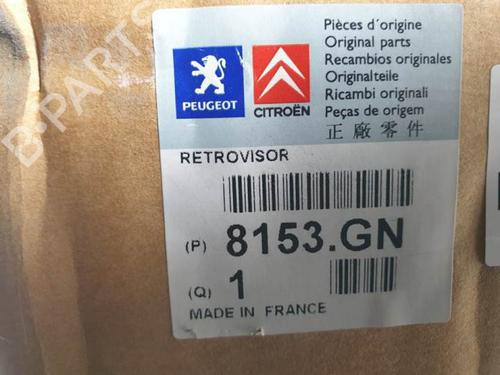 Pièces d´origine
Original parts
Recambios originales
Originalteile
Ricambi originali
Peças de origem
正廠零件
PEUGEOT
CITROËN
RETROVISOR
(P) 8153.GN
(Q) 1
MADE IN FRANCE
B-PARTS